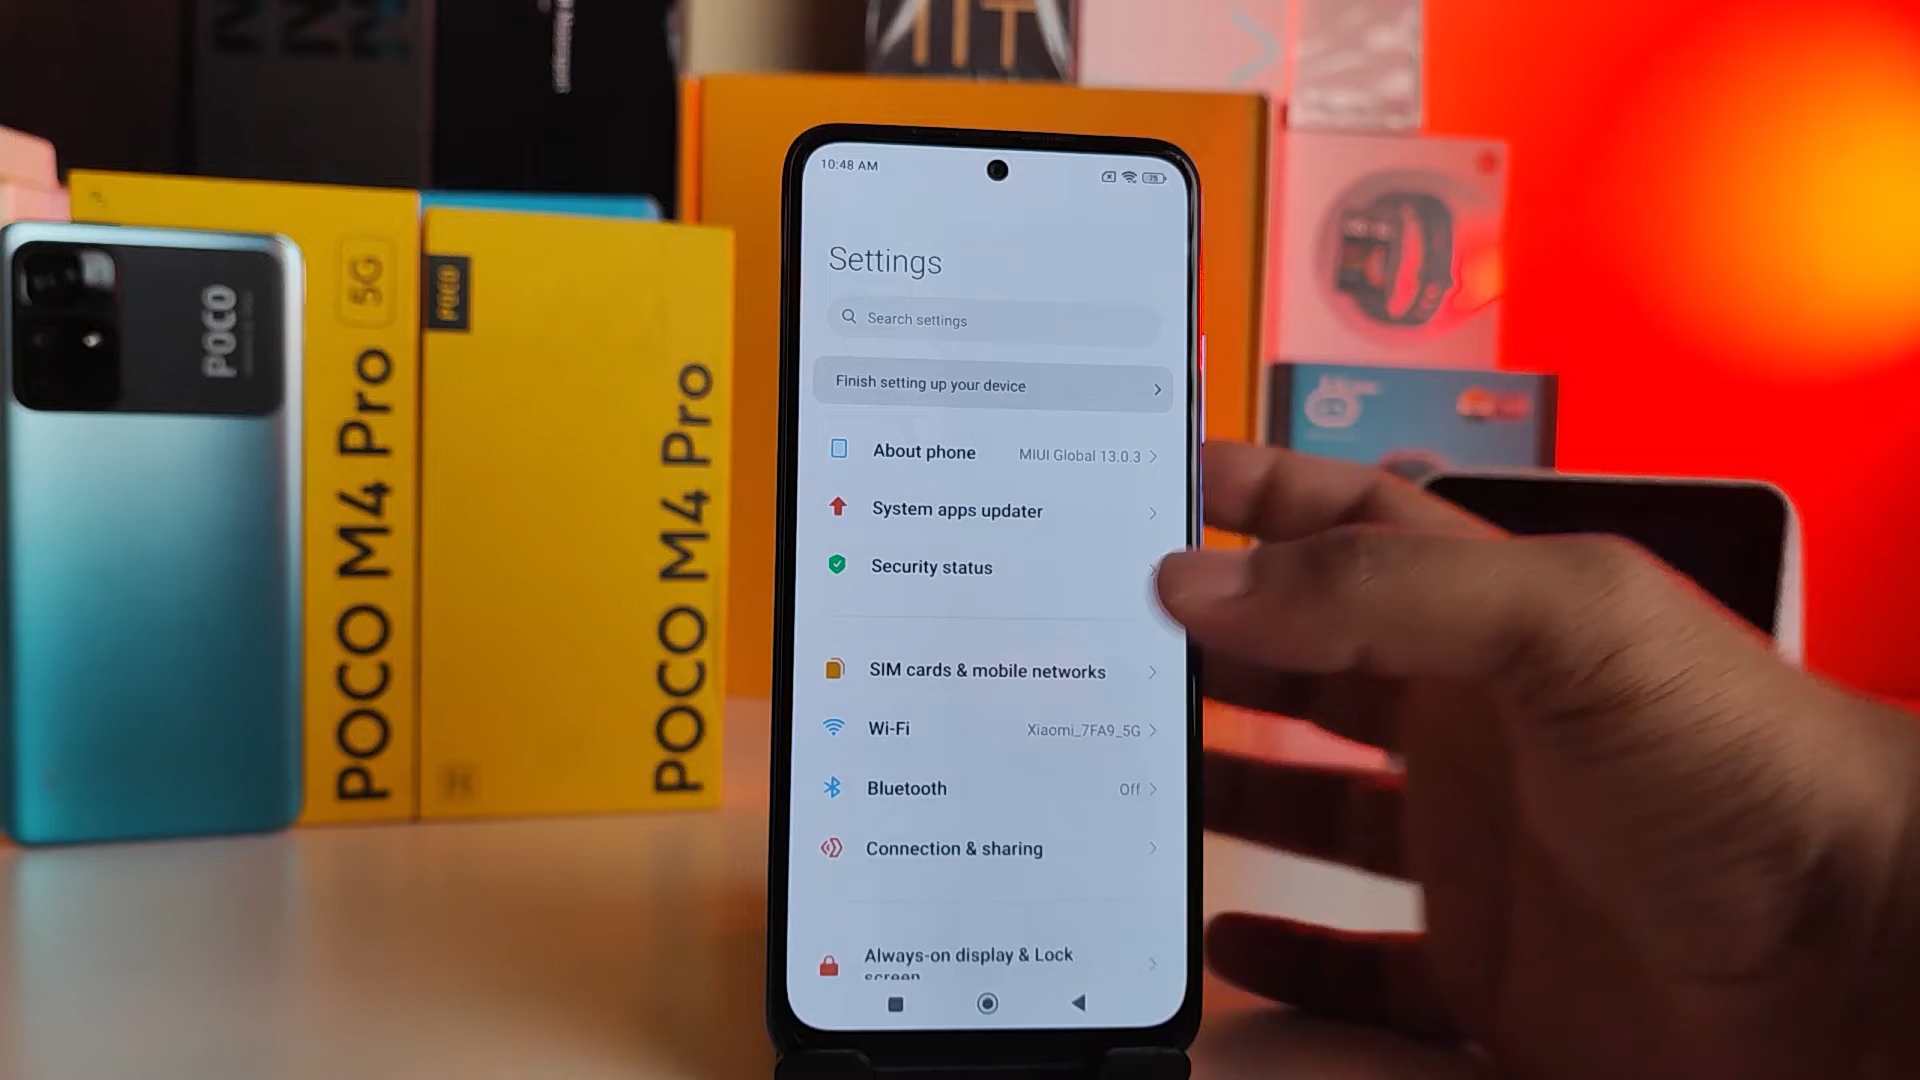 10:48 AM
75
Settings
Search settings
Finish setting up your device
About phone
MIUI Global 13.0.3
System apps updater
Security status
SIM cards & mobile networks
Wi-Fi
Xiaomi_7FA9_5G
Bluetooth
Off
Connection & sharing
Always-on display & Lock
screen
POCO
5G
POCO M4 Pro
POCO
POCO M4 Pro